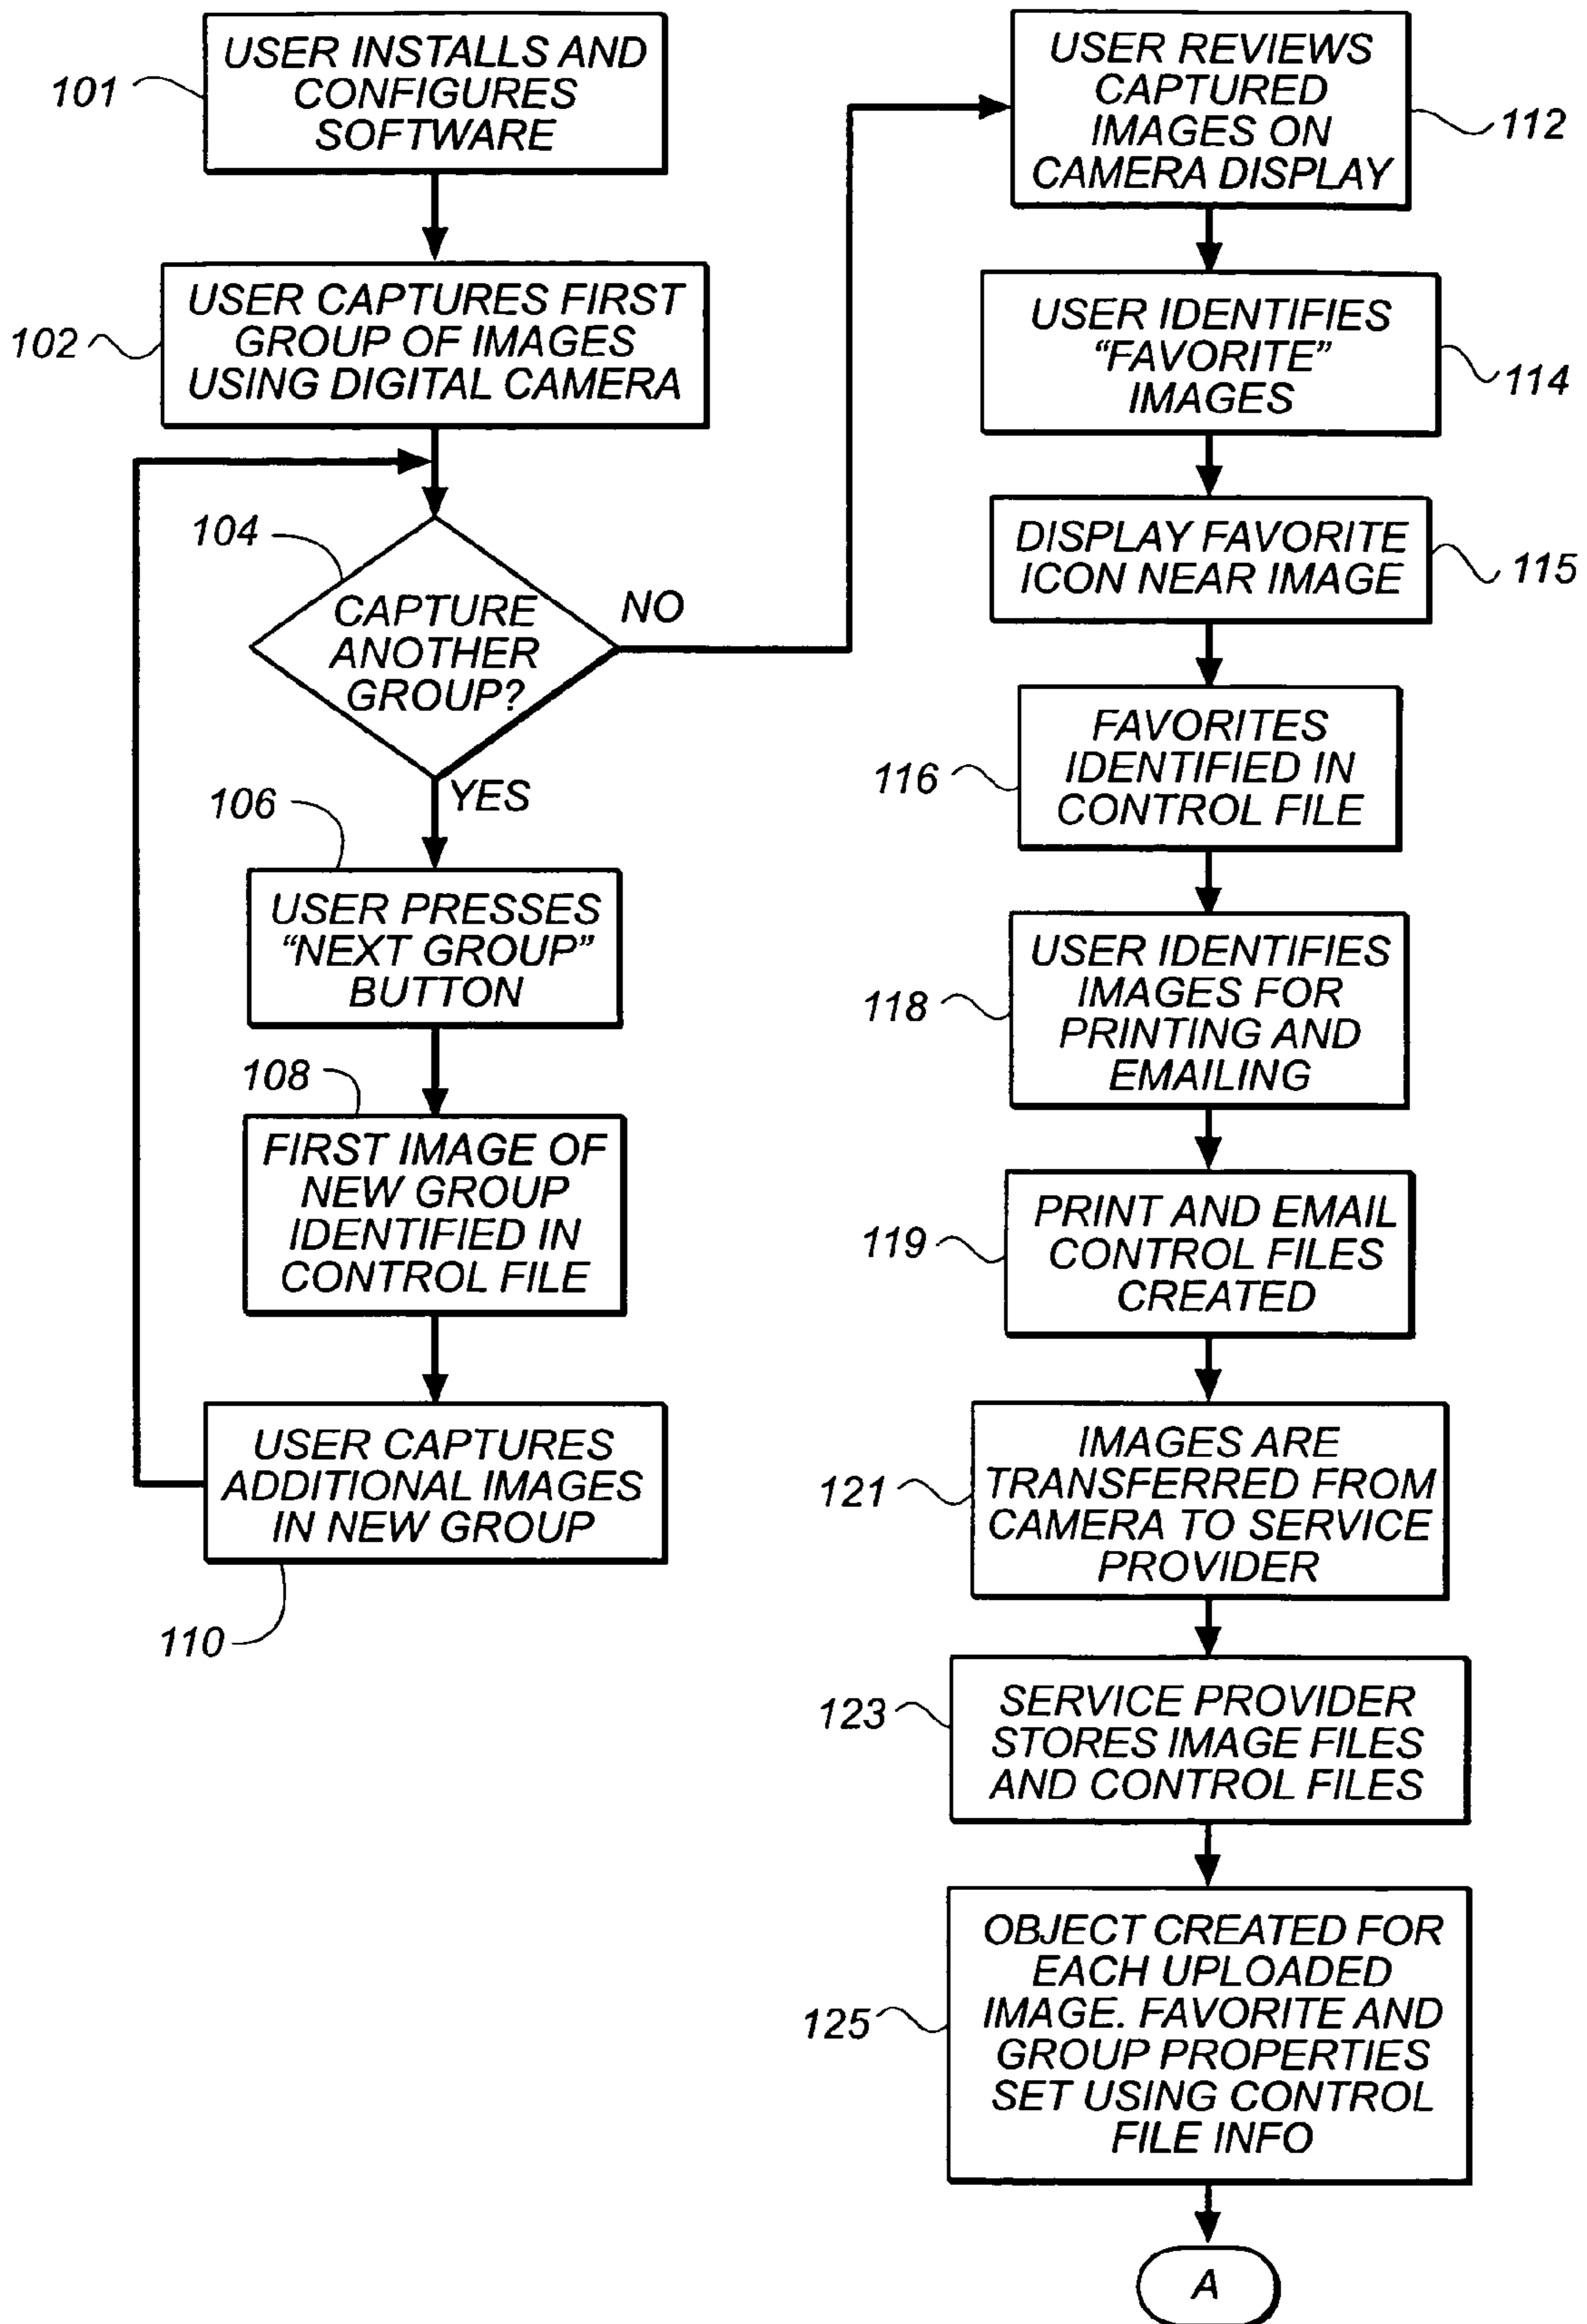 101
USER INSTALLS AND
CONFIGURES
SOFTWARE
102
USER CAPTURES FIRST
GROUP OF IMAGES
USING DIGITAL CAMERA
104
CAPTURE
ANOTHER
GROUP?
NO
YES
106
USER PRESSES
“NEXT GROUP”
BUTTON
108
FIRST IMAGE OF
NEW GROUP
IDENTIFIED IN
CONTROL FILE
USER CAPTURES
ADDITIONAL IMAGES
IN NEW GROUP
110
USER REVIEWS
CAPTURED
IMAGES ON
CAMERA DISPLAY
112
USER IDENTIFIES
“FAVORITE”
IMAGES
114
DISPLAY FAVORITE
ICON NEAR IMAGE
115
FAVORITES
IDENTIFIED IN
CONTROL FILE
116
USER IDENTIFIES
IMAGES FOR
PRINTING AND
EMAILING
118
PRINT AND EMAIL
CONTROL FILES
CREATED
119
IMAGES ARE
TRANSFERRED FROM
CAMERA TO SERVICE
PROVIDER
121
SERVICE PROVIDER
STORES IMAGE FILES
AND CONTROL FILES
123
OBJECT CREATED FOR
EACH UPLOADED
IMAGE. FAVORITE AND
GROUP PROPERTIES
SET USING CONTROL
FILE INFO
125
A